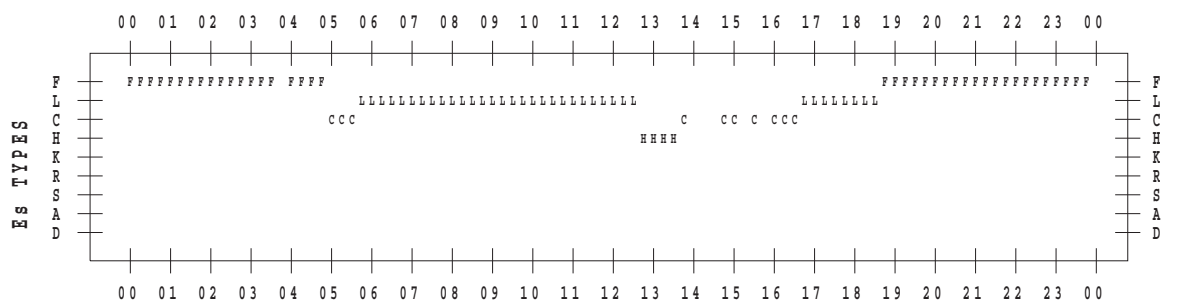 00 01 02 03 04 05 06 07 08 09 10 11 12 13 14 15 16 17 18 19 20 21 22 23 00
F FFFFFFFFFFFFFFF FFFF FFFFFFFFFFFFFFFFFFFFF F
L LLLLLLLLLLLLLLLLLLLLLLLLLLLL LLLLLLLL L
C CCC C CC C CCC C
H HHHH H
K K
R R
S S
A A
D D
Es TYPES
00 01 02 03 04 05 06 07 08 09 10 11 12 13 14 15 16 17 18 19 20 21 22 23 00